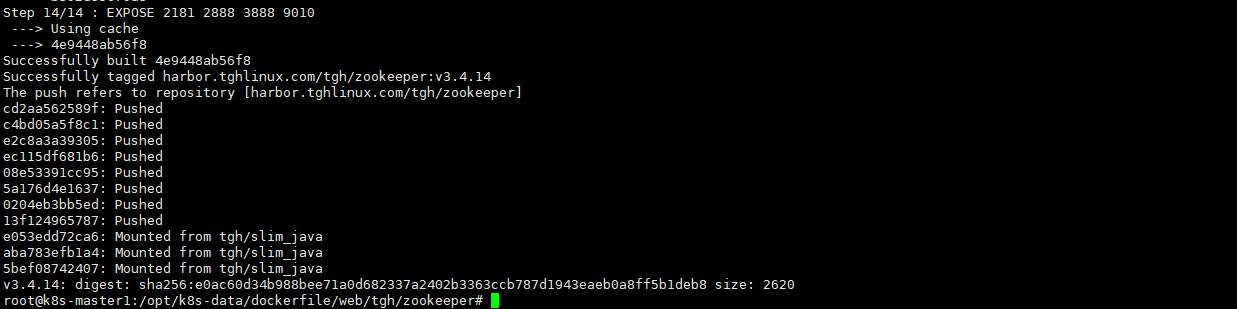 Step 14/14 : EXPOSE 2181 2888 3888 9010
 ---> Using cache
 ---> 4e9448ab56f8
Successfully built 4e9448ab56f8
Successfully tagged harbor.tghlinux.com/tgh/zookeeper:v3.4.14
The push refers to repository [harbor.tghlinux.com/tgh/zookeeper]
cd2aa562589f: Pushed
c4bd05a5f8c1: Pushed
e2c8a3a39305: Pushed
ec115df681b6: Pushed
08e53391cc95: Pushed
5a176d4e1637: Pushed
0204eb3bb5ed: Pushed
13f124965787: Pushed
e053edd72ca6: Mounted from tgh/slim_java
aba783efb1a4: Mounted from tgh/slim_java
5bef08742407: Mounted from tgh/slim_java
v3.4.14: digest: sha256:e0ac60d34b988bee71a0d682337a2402b3363ccb787d1943eaeb0a8ff5b1deb8 size: 2620
root@k8s-master1:/opt/k8s-data/dockerfile/web/tgh/zookeeper#